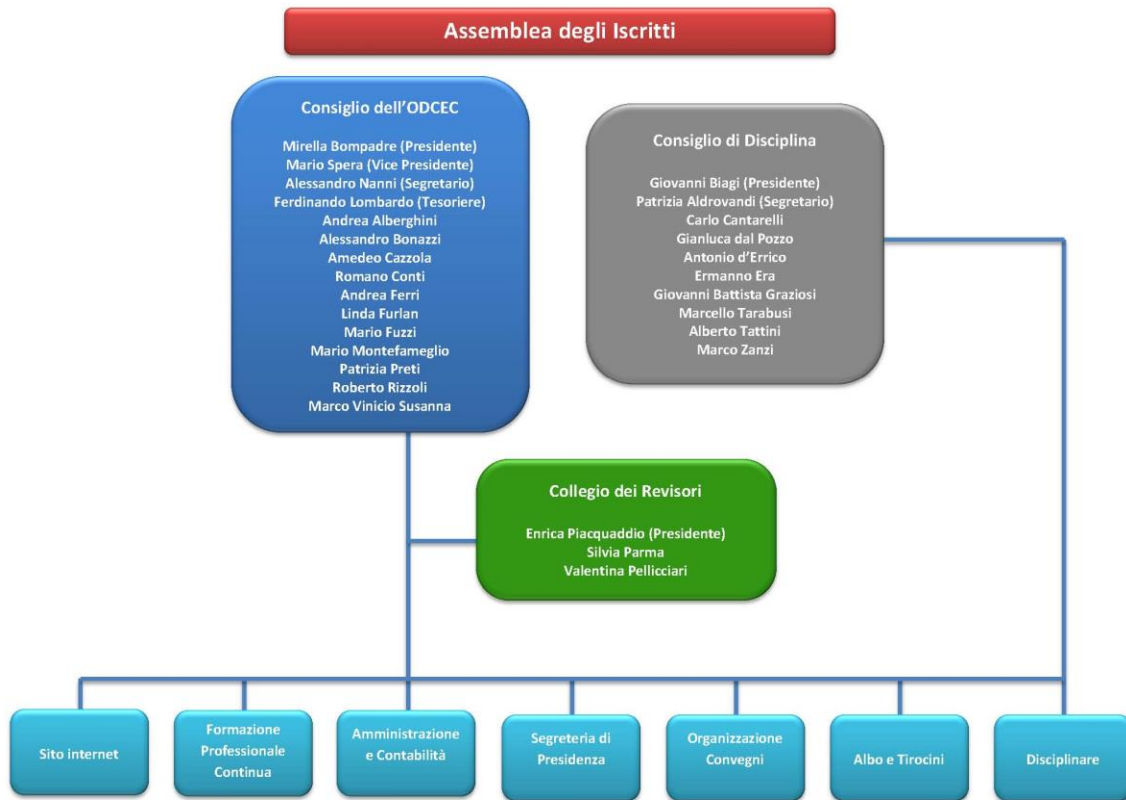 Assemblea degli Iscritti
Consiglio dell’ODCEC
Mirella Bompadre (Presidente)
Mario Spera (Vice Presidente)
Alessandro Nanni (Segretario)
Ferdinando Lombardo (Tesoriere)
Andrea Alberghini
Alessandro Bonazzi
Amedeo Cazzola
Romano Conti
Andrea Ferri
Linda Furlan
Mario Fuzzi
Mario Montefameglio
Patrizia Preti
Roberto Rizzoli
Marco Vinicio Susanna
Consiglio di Disciplina
Giovanni Biagi (Presidente)
Patrizia Aldrovandi (Segretario)
Carlo Cantarelli
Gianluca dal Pozzo
Antonio d’Errico
Ermanno Era
Giovanni Battista Graziosi
Marcello Tarabusi
Alberto Tattini
Marco Zanzi
Collegio dei Revisori
Enrica Piacquaddio (Presidente)
Silvia Parma
Valentina Pellicciari
Sito internet
Formazione
Professionale
Continua
Amministrazione
e Contabilità
Segreteria di
Presidenza
Organizzazione
Convegni
Albo e Tirocini
Disciplinare